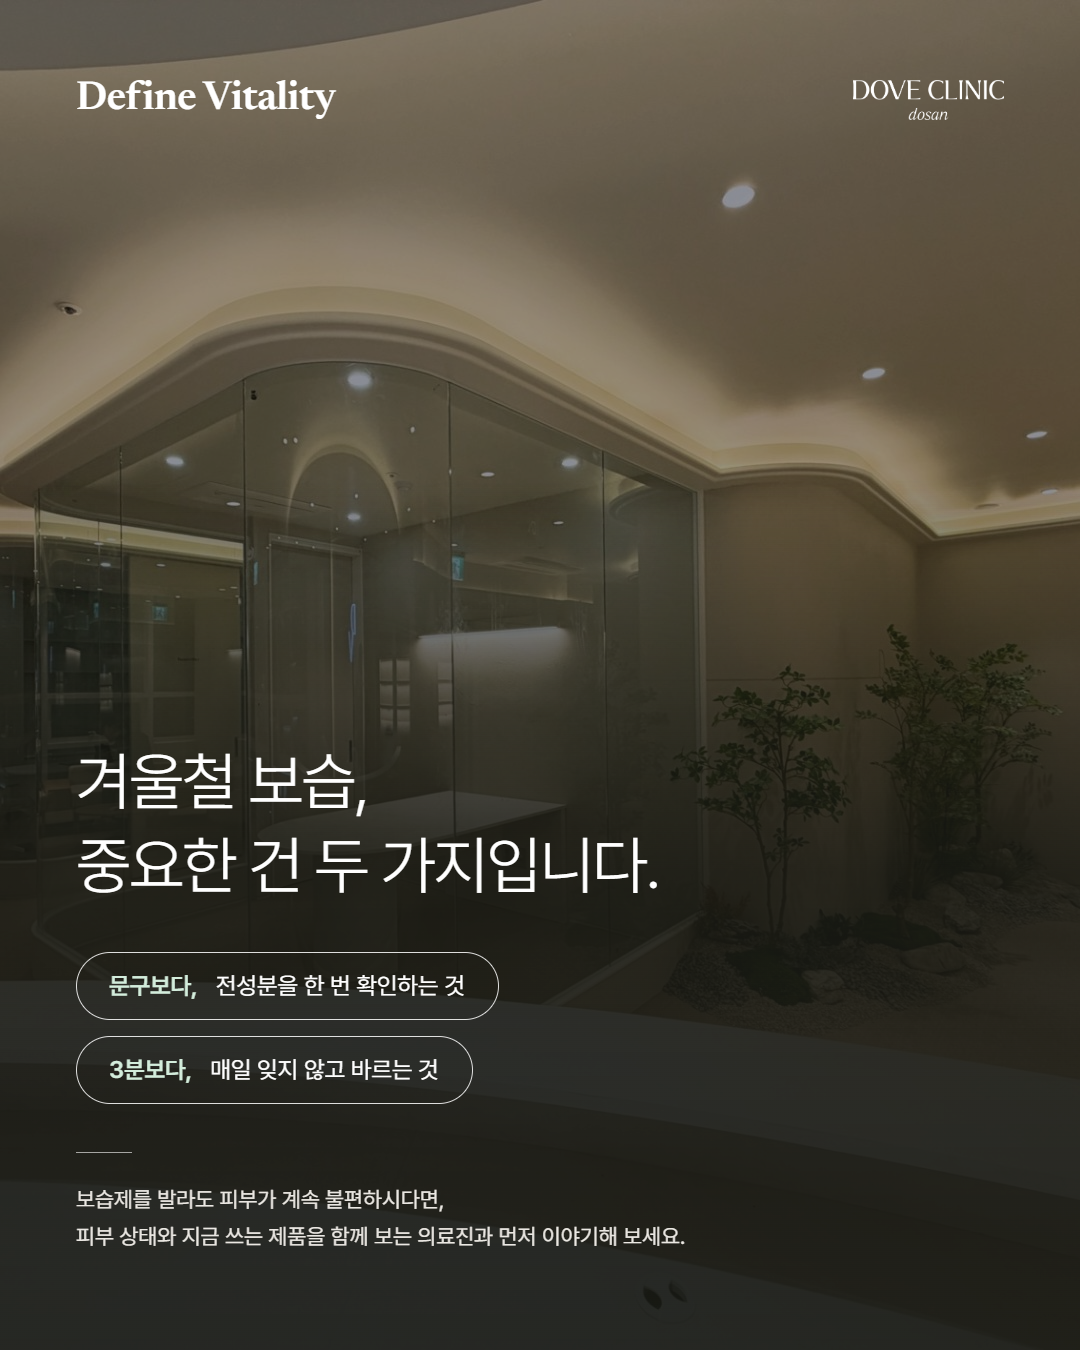 Define Vitality
DOVE CLINIC
dosan
겨울철 보습,
중요한 건 두 가지입니다.
문구보다, 전성분을 한 번 확인하는 것
3분보다, 매일 잊지 않고 바르는 것
보습제를 발라도 피부가 계속 불편하시다면,
피부 상태와 지금 쓰는 제품을 함께 보는 의료진과 먼저 이야기해 보세요.